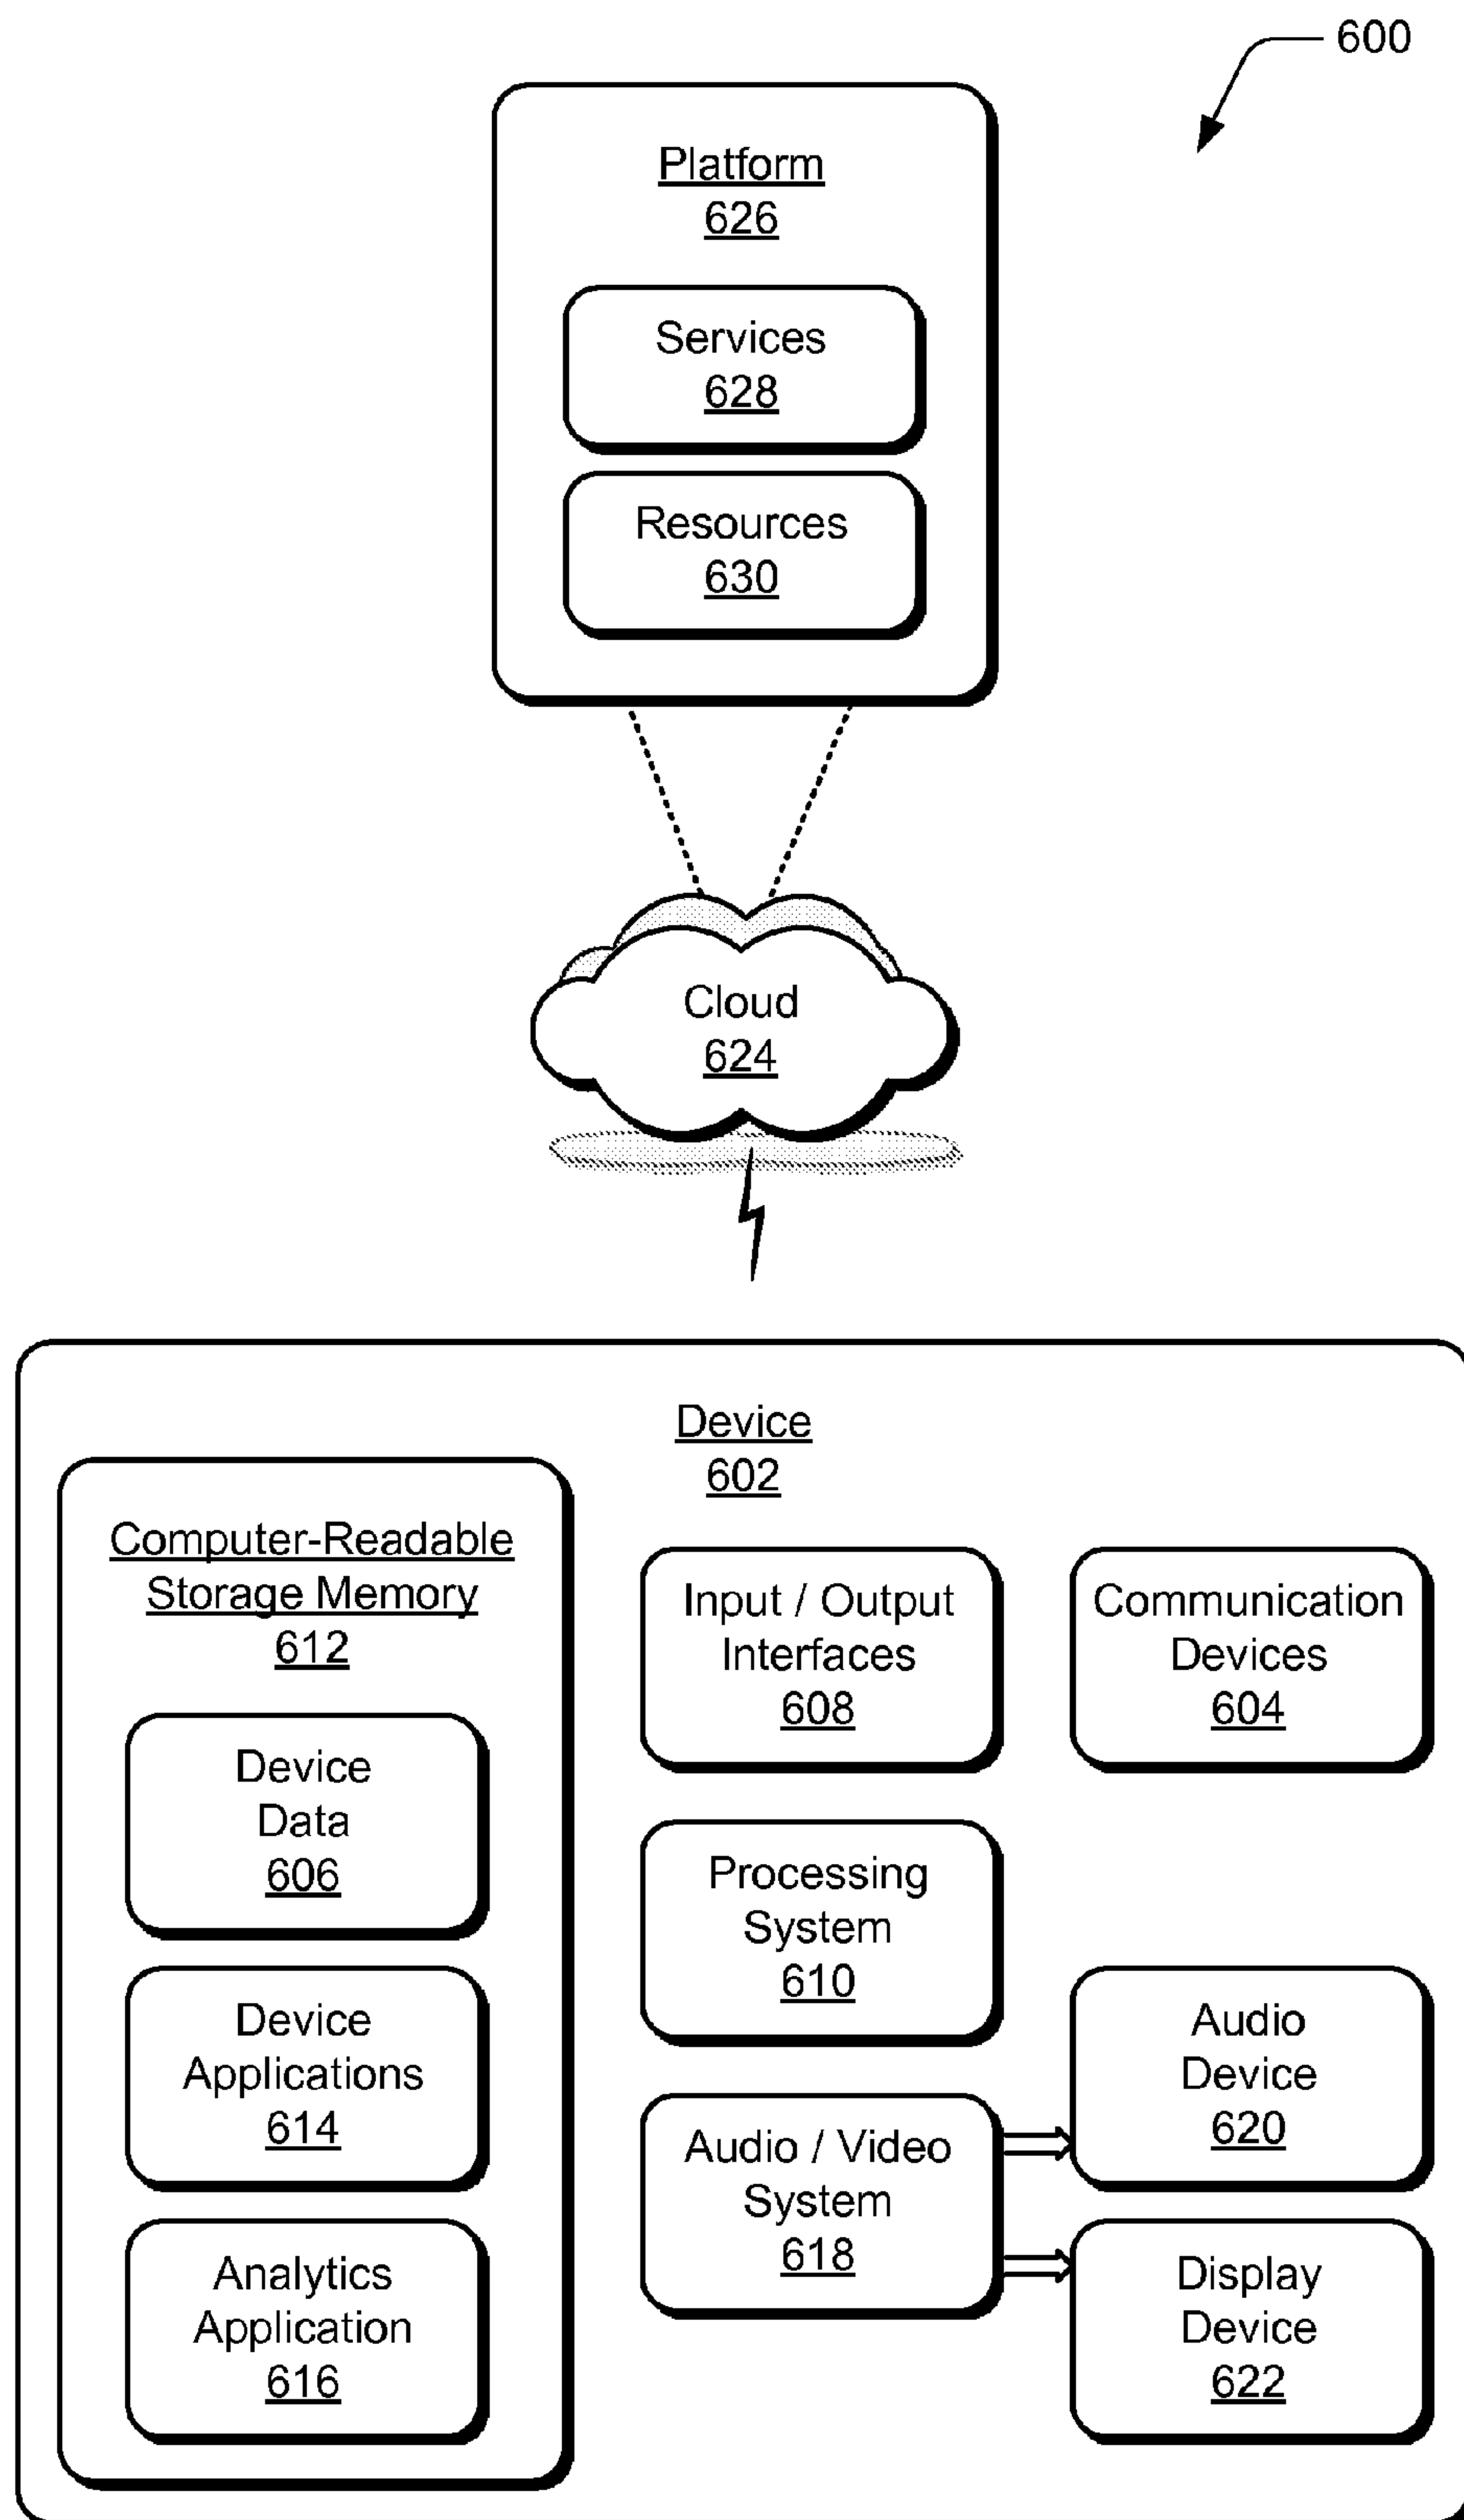 600
Platform
626
Services
628
Resources
630
Cloud
624
Device
602
Computer-Readable
Storage Memory
612
Device
Data
606
Device
Applications
614
Analytics
Application
616
Input / Output
Interfaces
608
Processing
System
610
Audio / Video
System
618
Communication
Devices
604
Audio
Device
620
Display
Device
622